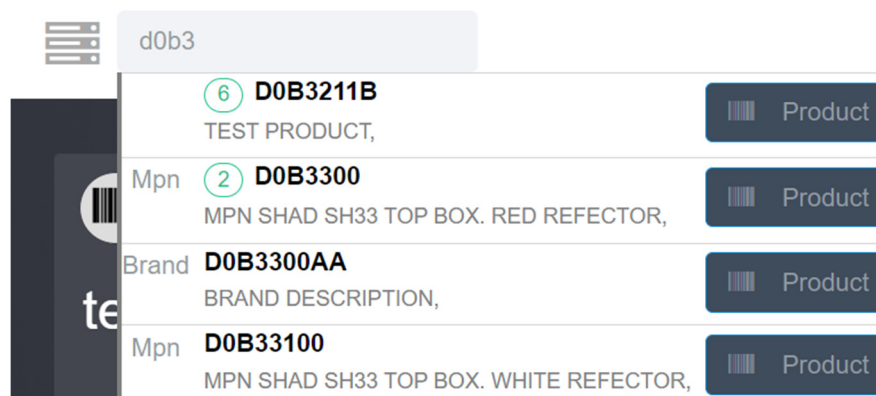 d0b3
6 D0B3211B
TEST PRODUCT,
Product
Mpn 2 D0B3300
MPN SHAD SH33 TOP BOX. RED REFECTOR,
Product
Brand D0B3300AA
BRAND DESCRIPTION,
Product
te
Mpn D0B33100
MPN SHAD SH33 TOP BOX. WHITE REFECTOR,
Product